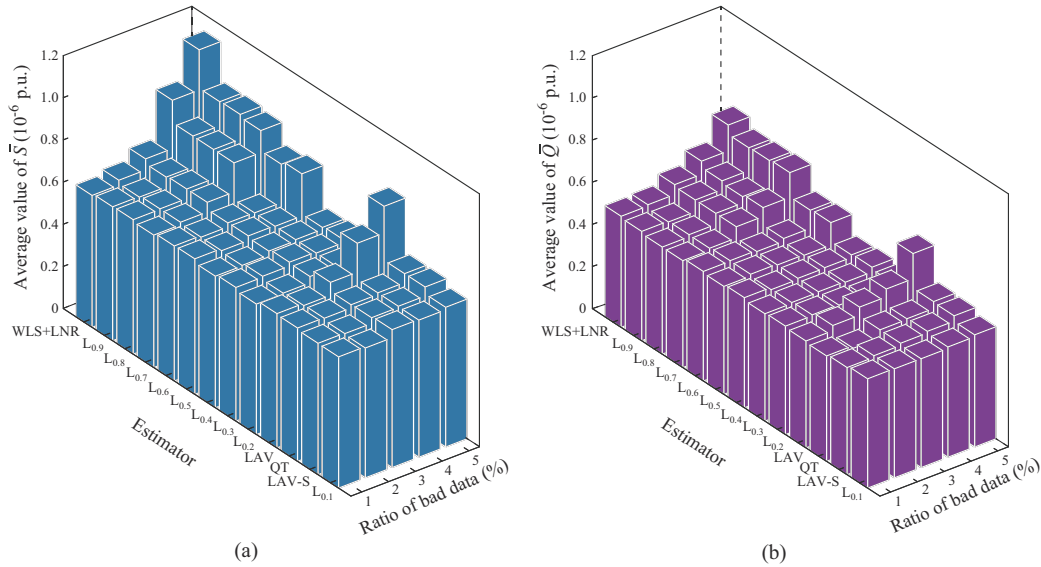 1.2
1.0
0.8
0.6
0.4
0.2
0
Average value of S̄ (10⁻⁶ p.u.)
WLS+LNR
L₀.₉
L₀.₈
L₀.₇
L₀.₆
L₀.₅
L₀.₄
L₀.₃
L₀.₂
LAV
QT
LAV-S
L₀.₁
Estimator
1
2
3
4
5
Ratio of bad data (%)
(a)
1.2
1.0
0.8
0.6
0.4
0.2
0
Average value of Q̄ (10⁻⁶ p.u.)
WLS+LNR
L₀.₉
L₀.₈
L₀.₇
L₀.₆
L₀.₅
L₀.₄
L₀.₃
L₀.₂
LAV
QT
LAV-S
L₀.₁
Estimator
1
2
3
4
5
Ratio of bad data (%)
(b)